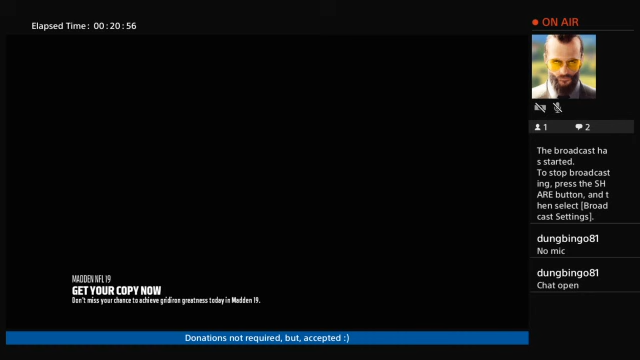 Elapsed Time: 00:20:56
ON AIR
1
2
The broadcast ha
s started.
To stop broadcast
ing, press the SH
ARE button, and t
hen select [Broad
cast Settings].
dungbingo81
No mic
dungbingo81
Chat open
MADDEN NFL 19
GET YOUR COPY NOW
Don't miss your chance to achieve gridiron greatness today in Madden 19.
Donations not required, but, accepted :)